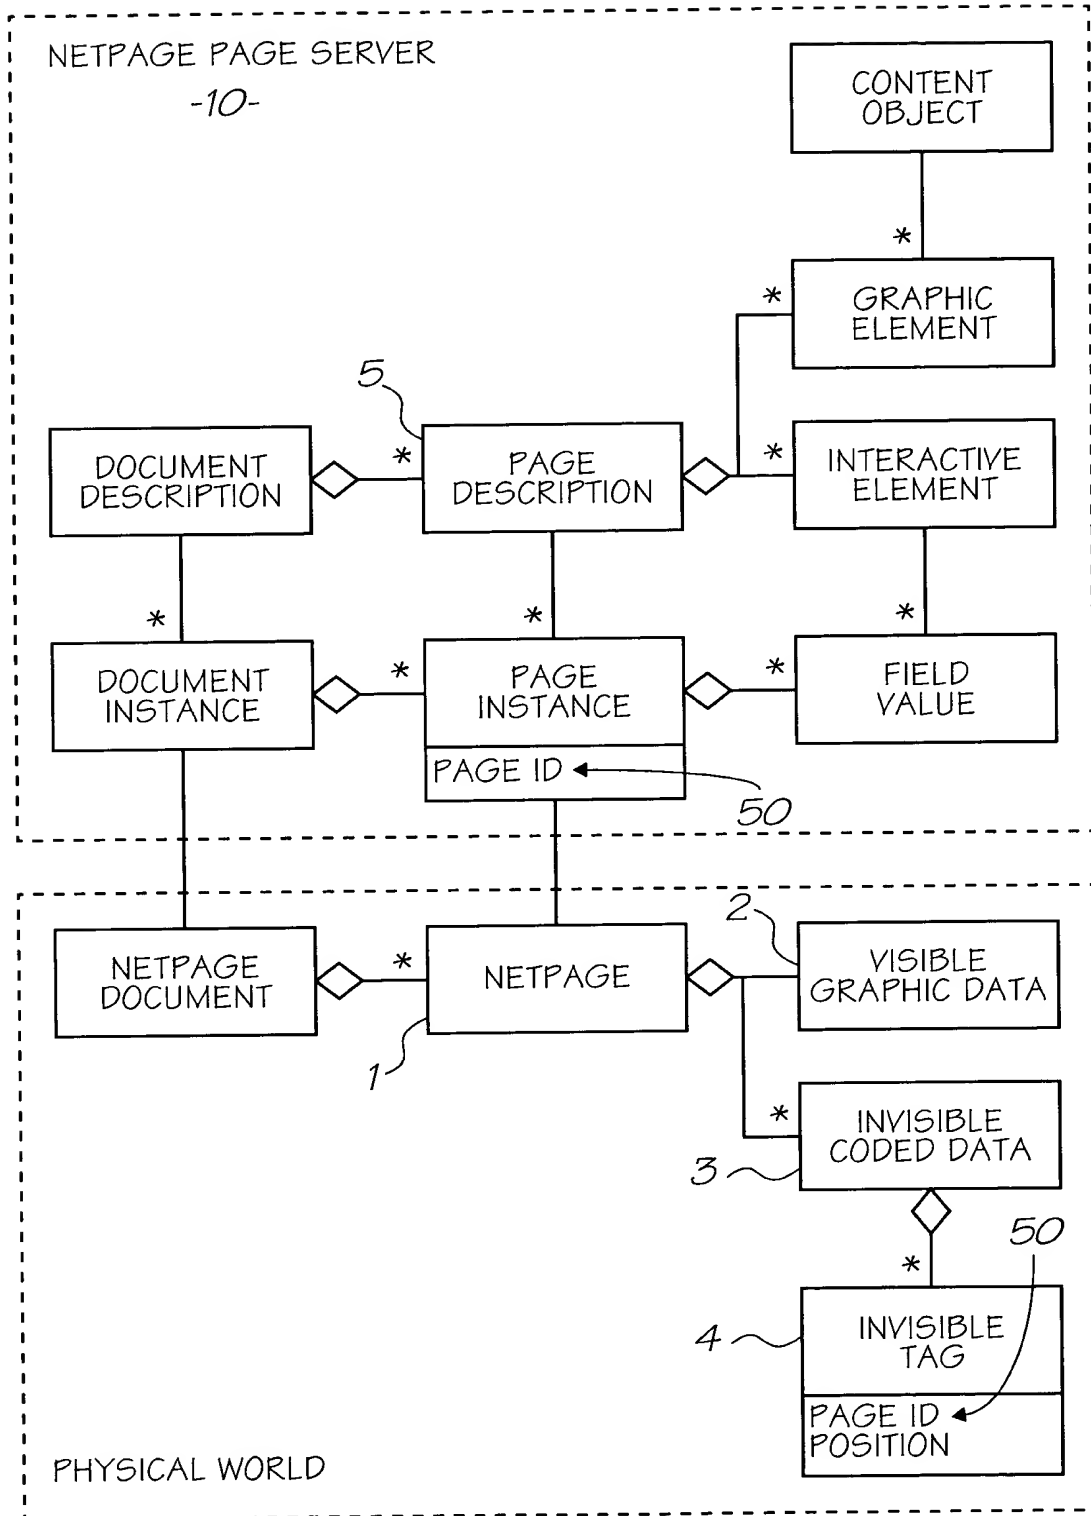 NETPAGE PAGE SERVER
-10-
CONTENT
OBJECT
*
GRAPHIC
ELEMENT
*
5
DOCUMENT
DESCRIPTION
*
PAGE
DESCRIPTION
*
INTERACTIVE
ELEMENT
*
*
*
DOCUMENT
INSTANCE
*
PAGE
INSTANCE
*
FIELD
VALUE
PAGE ID
50
2
NETPAGE
DOCUMENT
*
NETPAGE
VISIBLE
GRAPHIC DATA
1
*
INVISIBLE
CODED DATA
3
50
*
4
INVISIBLE
TAG
PAGE ID
POSITION
PHYSICAL WORLD